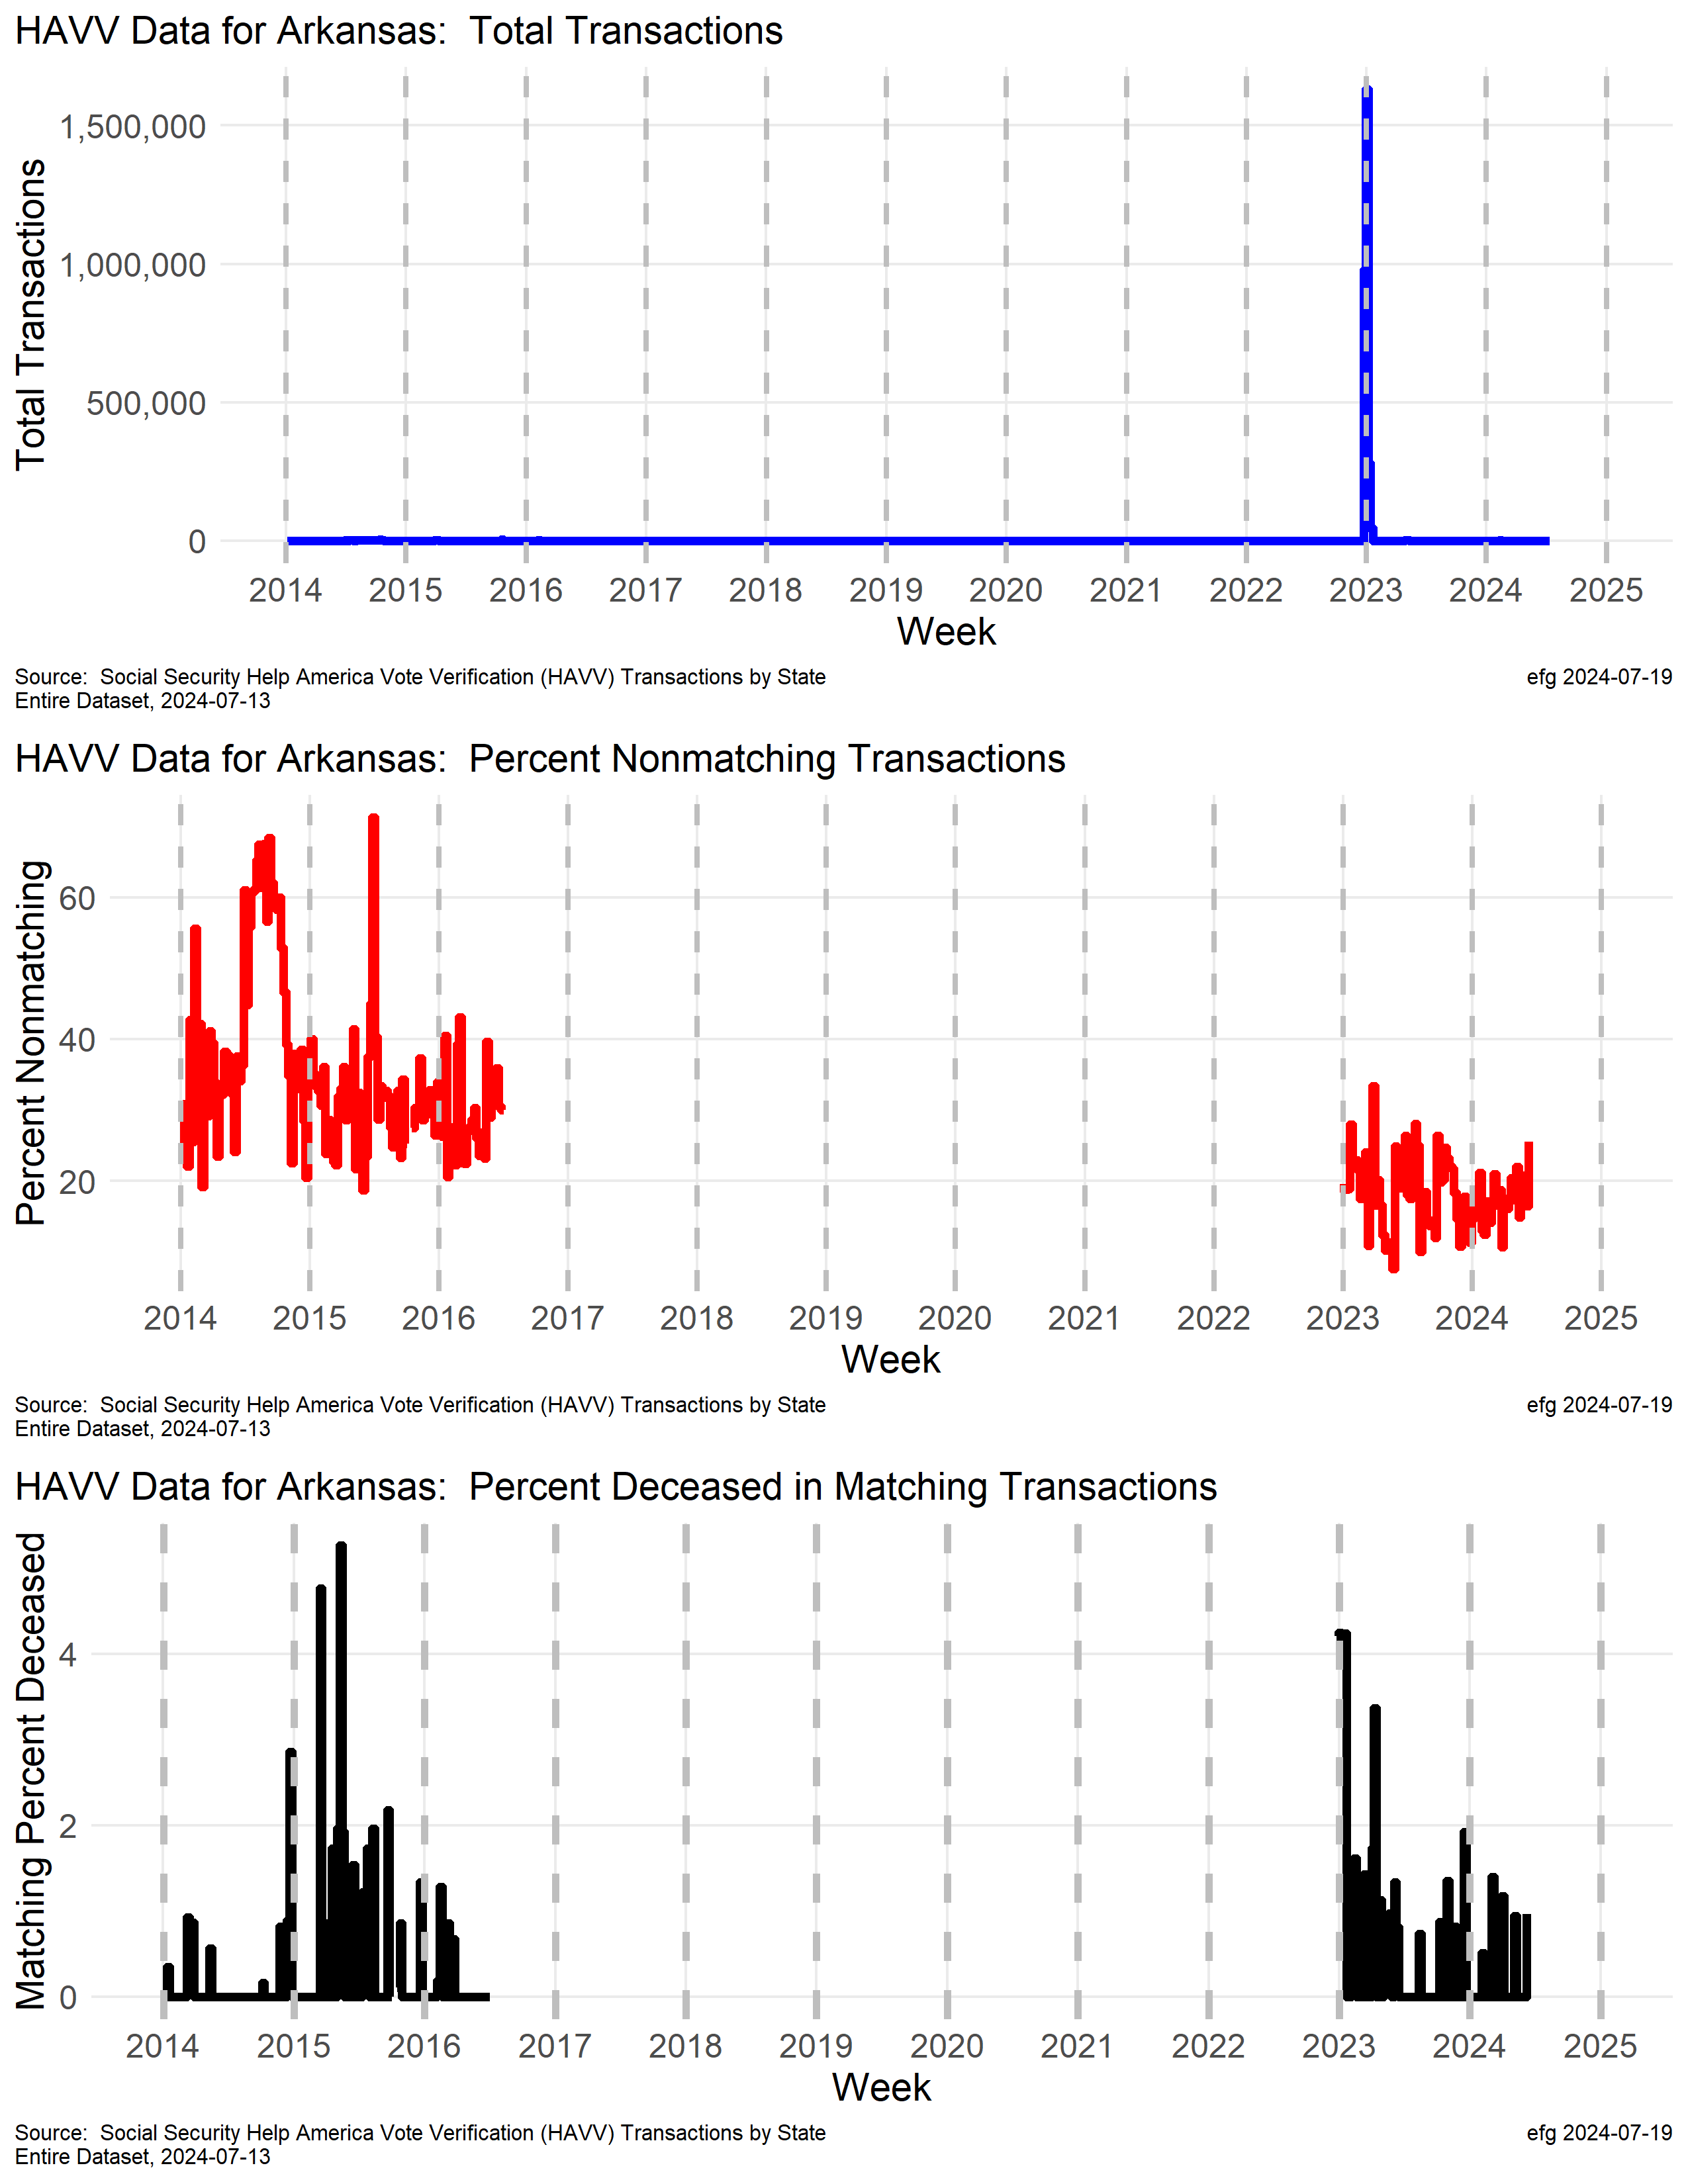 HAVV Data for Arkansas:  Total Transactions
Total Transactions
1,500,000
1,000,000
500,000
0
2014 2015 2016 2017 2018 2019 2020 2021 2022 2023 2024 2025
Week
Source:  Social Security Help America Vote Verification (HAVV) Transactions by State
Entire Dataset, 2024-07-13
efg 2024-07-19
HAVV Data for Arkansas:  Percent Nonmatching Transactions
Percent Nonmatching
60
40
20
2014 2015 2016 2017 2018 2019 2020 2021 2022 2023 2024 2025
Week
Source:  Social Security Help America Vote Verification (HAVV) Transactions by State
Entire Dataset, 2024-07-13
efg 2024-07-19
HAVV Data for Arkansas:  Percent Deceased in Matching Transactions
Matching Percent Deceased
4
2
0
2014 2015 2016 2017 2018 2019 2020 2021 2022 2023 2024 2025
Week
Source:  Social Security Help America Vote Verification (HAVV) Transactions by State
Entire Dataset, 2024-07-13
efg 2024-07-19